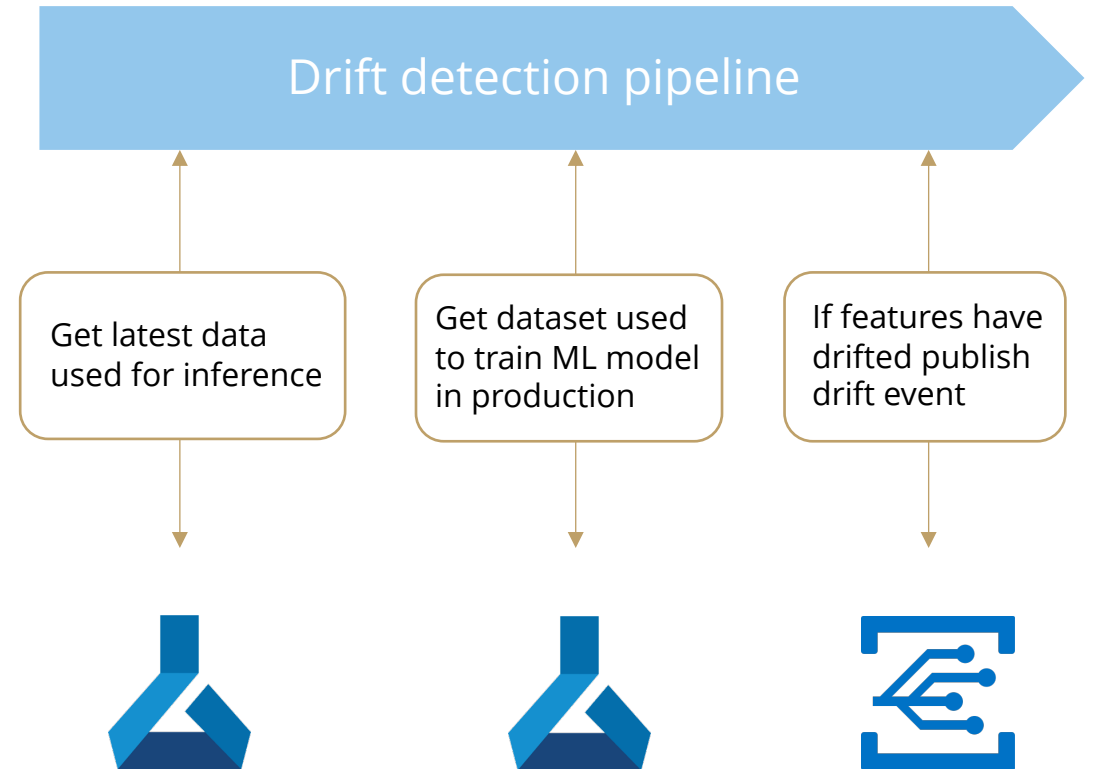 Drift detection pipeline
Get latest data
used for inference
Get dataset used
to train ML model
in production
If features have
drifted publish
drift event